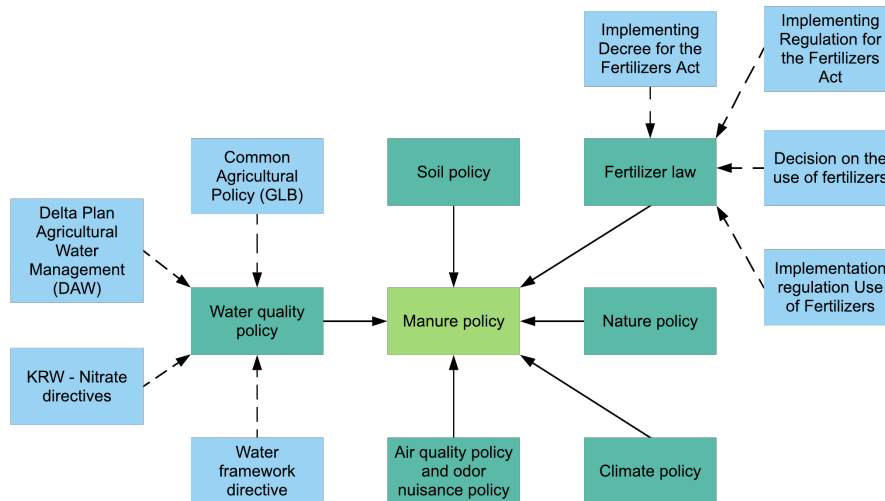 Implementing
Decree for the
Fertilizers Act
Implementing
Regulation for
the Fertilizers
Act
Common
Agricultural
Policy (GLB)
Soil policy
Fertilizer law
Decision on the
use of fertilizers
Delta Plan
Agricultural
Water
Management
(DAW)
Water quality
policy
Manure policy
Nature policy
Implementation
regulation Use
of Fertilizers
KRW - Nitrate
directives
Water
framework
directive
Air quality policy
and odor
nuisance policy
Climate policy